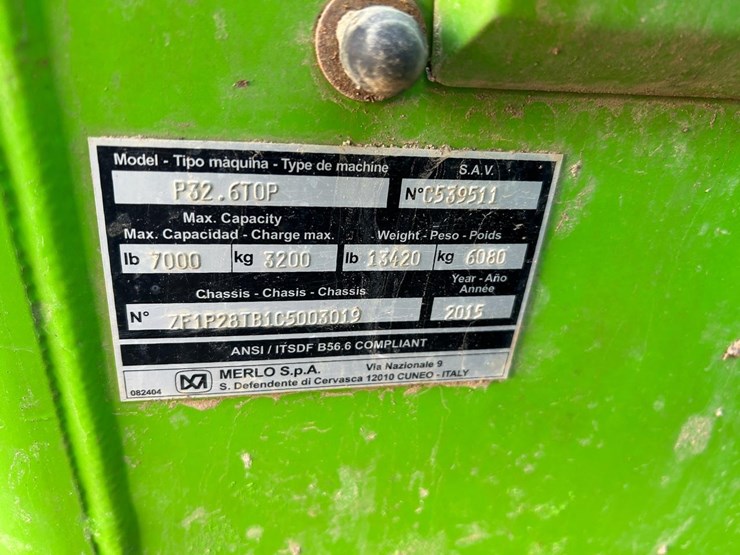 Model - Tipo màquina - Type de machine
S.A.V.
P32.6TOP
N°C539511
Max. Capacity
Max. Capacidad - Charge max.
Weight - Peso - Poids
lb 7000 kg 3200 lb 13420 kg 6080
Chassis - Chasis - Chassis
Year - Año
Année
N° ZF1P28TB1C5003019 2015
ANSI / ITSDF B56.6 COMPLIANT
082404
MERLO S.p.A.
Via Nazionale 9
S. Defendente di Cervasca 12010 CUNEO - ITALY